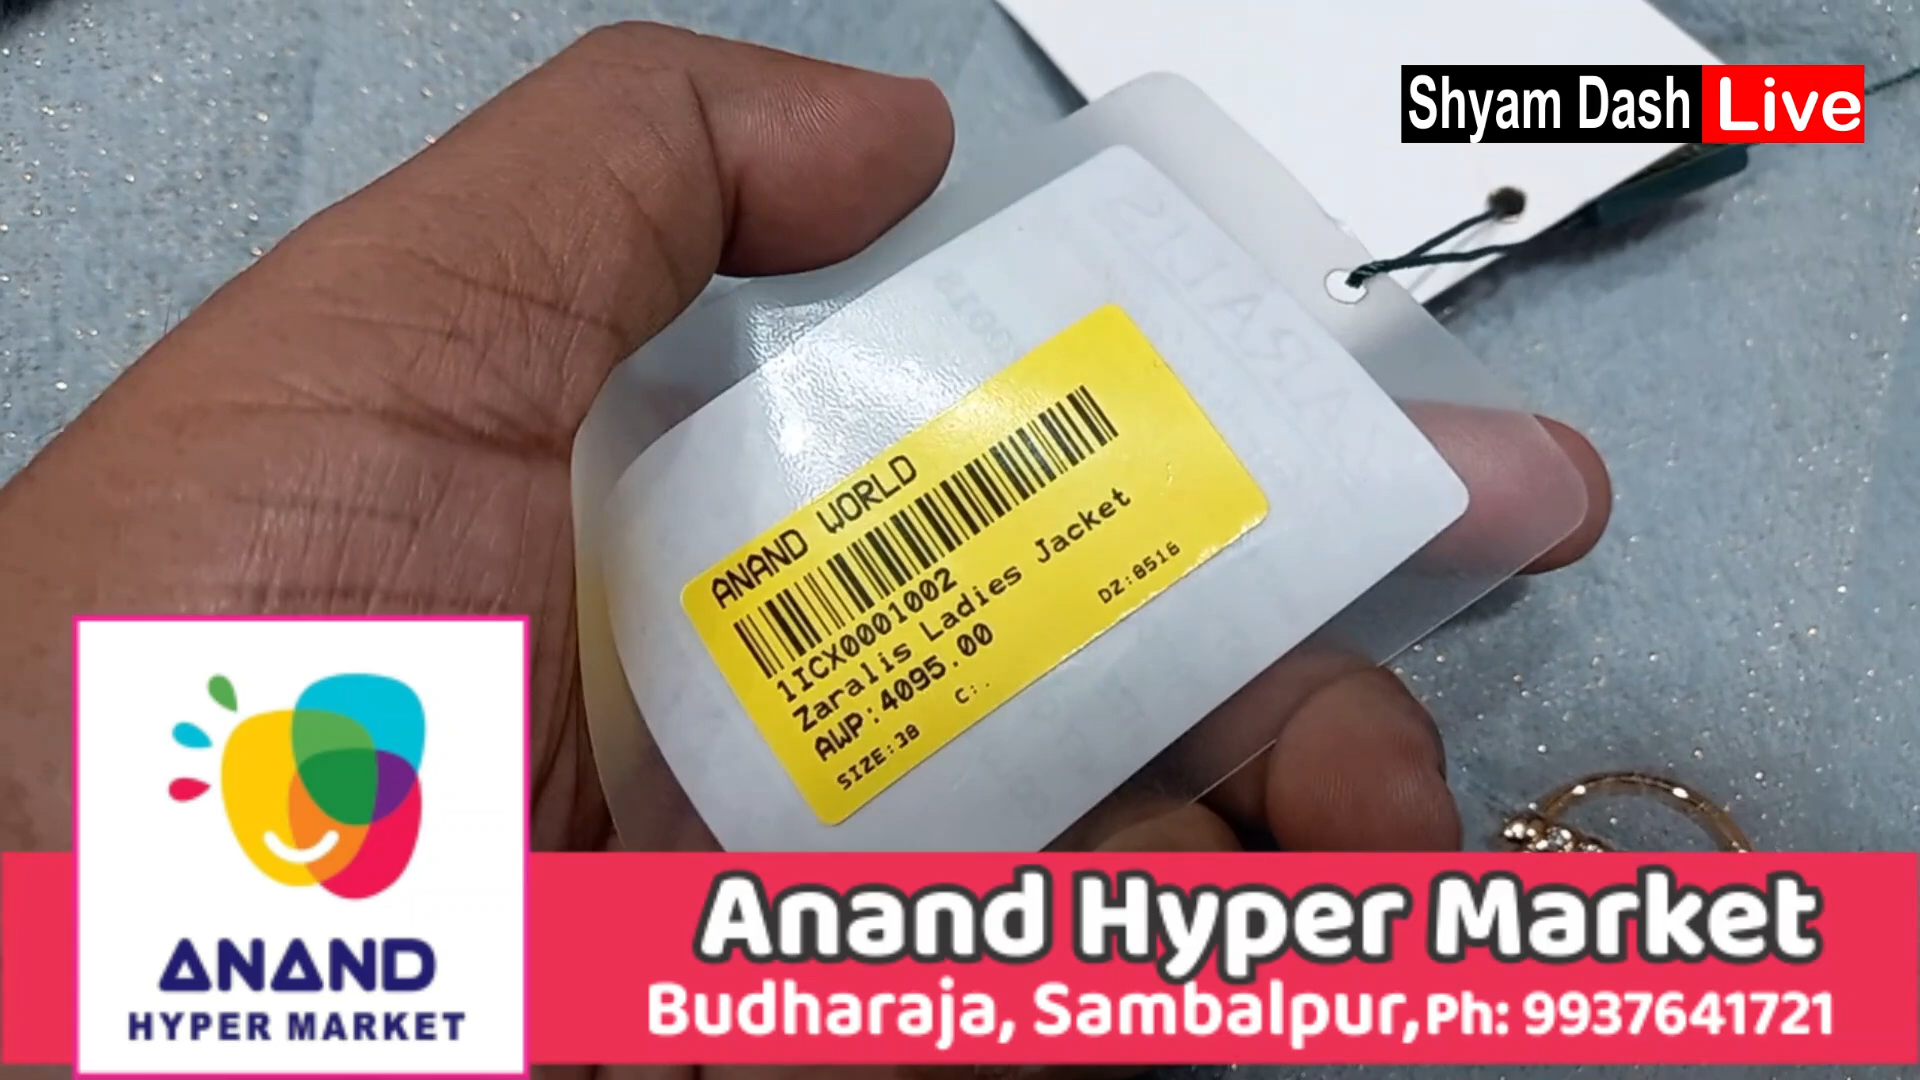 Shyam Dash Live
ANAND WORLD
1ICX0001002
Zaralis Ladies Jacket
AWP:4095.00
SIZE:38 C:. DZ:8516
ANAND
HYPER MARKET
Anand Hyper Market
Budharaja, Sambalpur, Ph: 9937641721